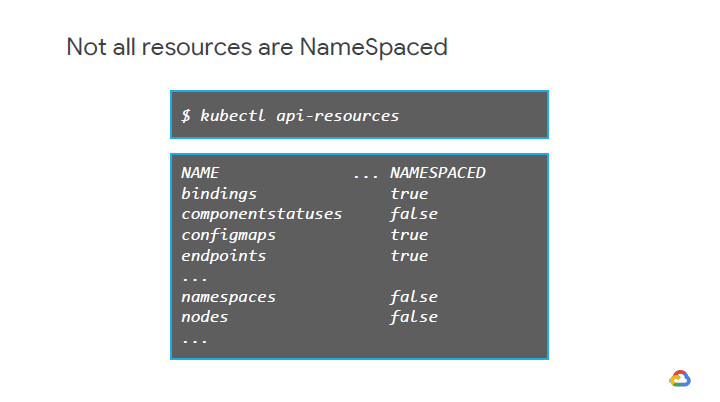 Not all resources are NameSpaced
$ kubectl api-resources
NAME ... NAMESPACED
bindings true
componentstatuses false
configmaps true
endpoints true
...
namespaces false
nodes false
...